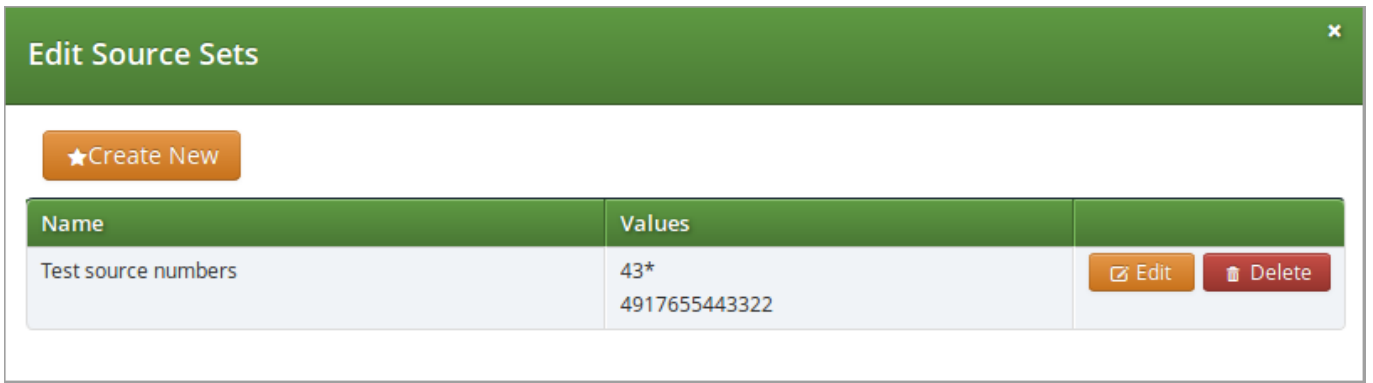 Edit Source Sets
Create New
Name Values
Test source numbers 43*
4917655443322
Edit Delete